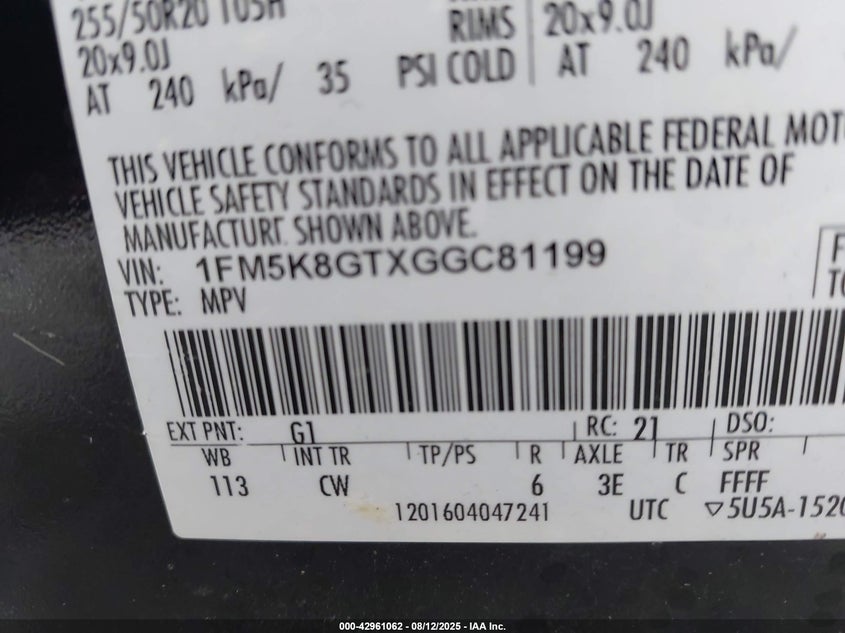 255/50R20 105H
20x9.0J
AT 240 kPa/ 35 PSI COLD
RIMS 20x9.0J
AT 240 kPa/
THIS VEHICLE CONFORMS TO ALL APPLICABLE FEDERAL MOT
VEHICLE SAFETY STANDARDS IN EFFECT ON THE DATE OF
MANUFACTURE SHOWN ABOVE.
VIN: 1FM5K8GTXGGC81199
TYPE: MPV
EXT PNT: G1 RC: 21 DSO:
WB INT TR TP/PS R AXLE TR SPR
113 CW 6 3E C FFFF
1201604047241 UTC ▽5U5A-1520
000-42961062 - 08/12/2025 - IAA Inc.